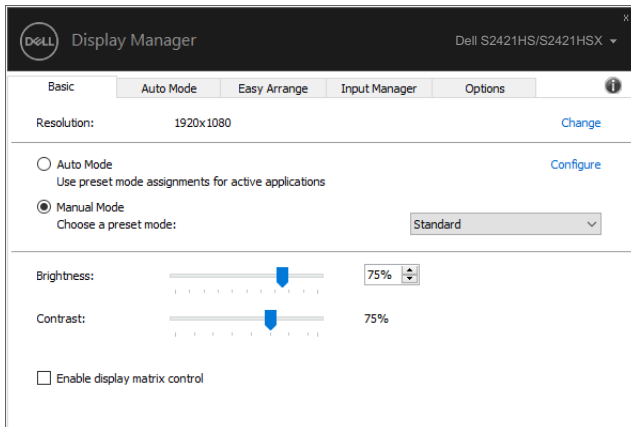 DELL Display Manager
x
Dell S2421HS/S2421HSX
Basic Auto Mode Easy Arrange Input Manager Options i
Resolution: 1920x1080 Change
Auto Mode Configure
Use preset mode assignments for active applications
Manual Mode
Choose a preset mode: Standard
Brightness: 75%
Contrast: 75%
Enable display matrix control